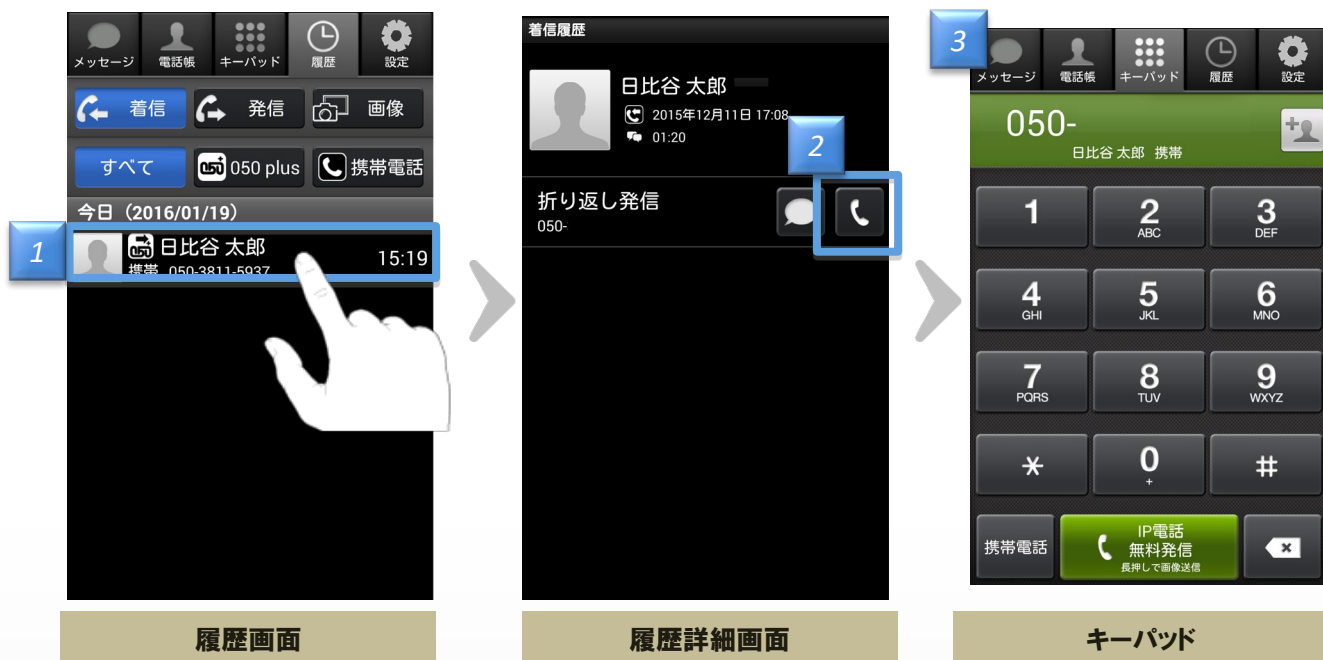 メッセージ
電話帳
キーパッド
履歴
設定
着信
発信
画像
すべて
050 050 plus
携帯電話
今日（2016/01/19）
1
050 日比谷 太郎
携帯 050-3811-5937
15:19
履歴画面
着信履歴
日比谷 太郎
2015年12月11日 17:08
01:20
2
折り返し発信
050-
履歴詳細画面
3
メッセージ
電話帳
キーパッド
履歴
設定
050-
日比谷 太郎 携帯
1
2
ABC
3
DEF
4
GHI
5
JKL
6
MNO
7
PQRS
8
TUV
9
WXYZ
*
0
+
#
携帯電話
IP電話
無料発信
長押しで画像送信
キーパッド